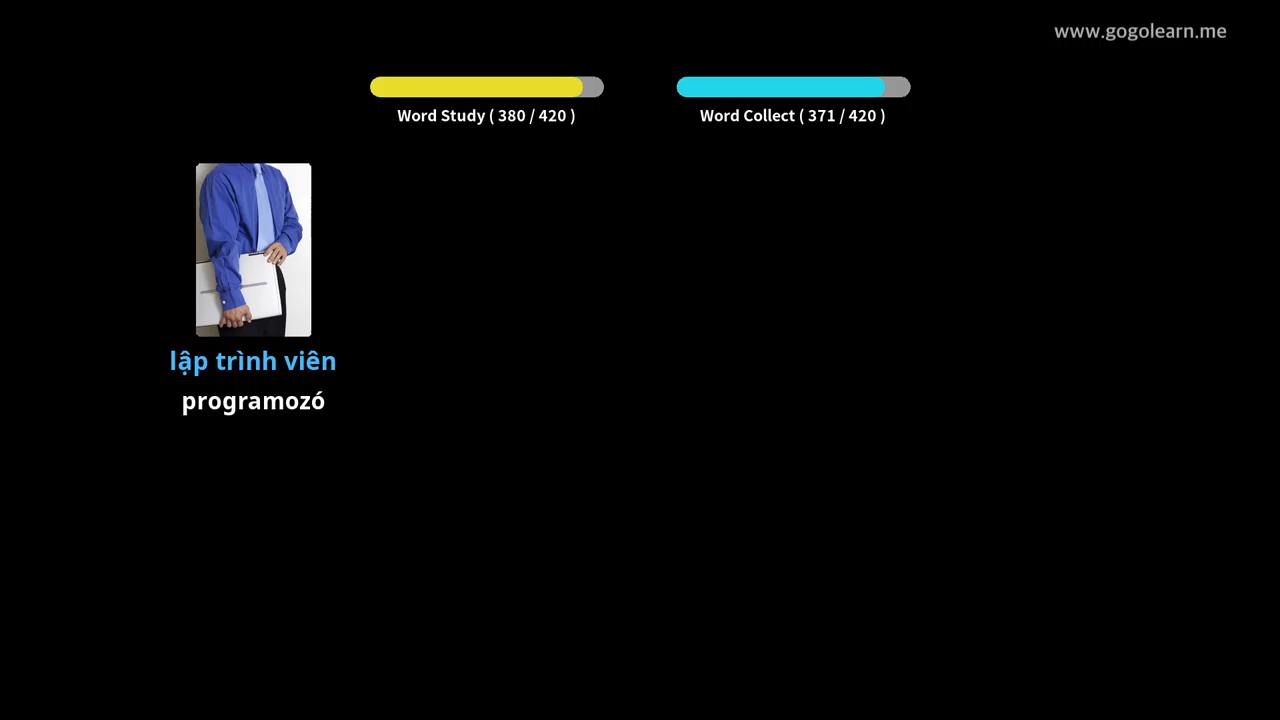 www.gogolearn.me
Word Study ( 380 / 420 )
Word Collect ( 371 / 420 )
lập trình viên
programozó